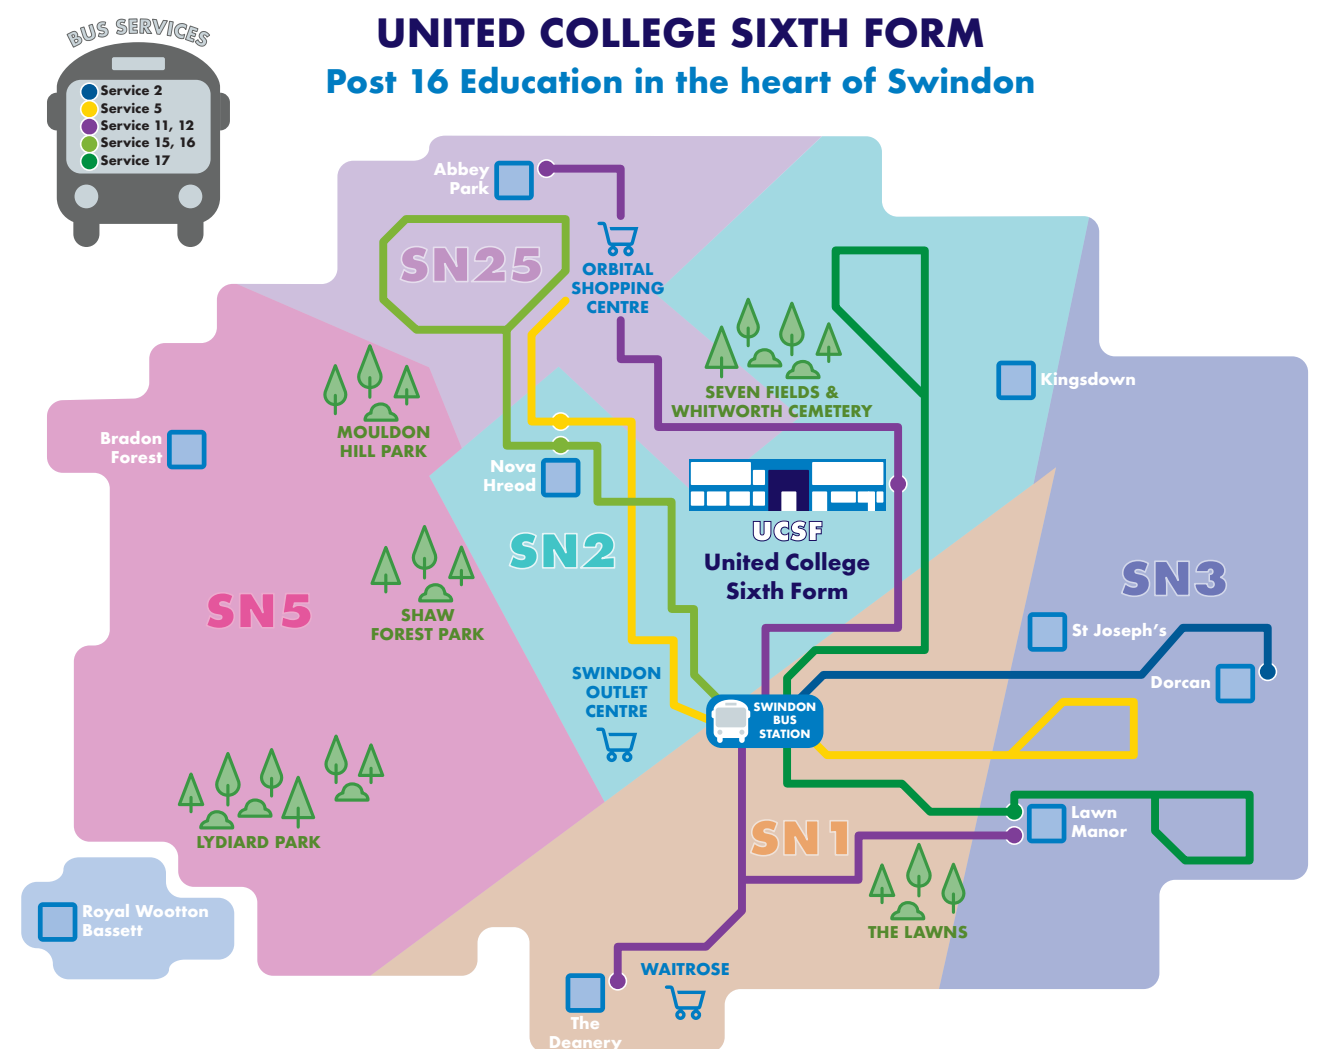 BUS SERVICES
Service 2
Service 5
Service 11, 12
Service 15, 16
Service 17
UNITED COLLEGE SIXTH FORM
Post 16 Education in the heart of Swindon
Abbey
Park
SN25
ORBITAL
SHOPPING
CENTRE
SEVEN FIELDS &
WHITWORTH CEMETERY
Kingsdown
MOULDON
HILL PARK
Bradon
Forest
Nova
Hreod
UCSF
United College
Sixth Form
SN2
SN5
SHAW
FOREST PARK
SN3
St Joseph's
Dorcan
SWINDON
OUTLET
CENTRE
SWINDON
BUS
STATION
LYDIARD PARK
SN1
Lawn
Manor
THE LAWNS
Royal Wootton
Bassett
WAITROSE
The
Deanery